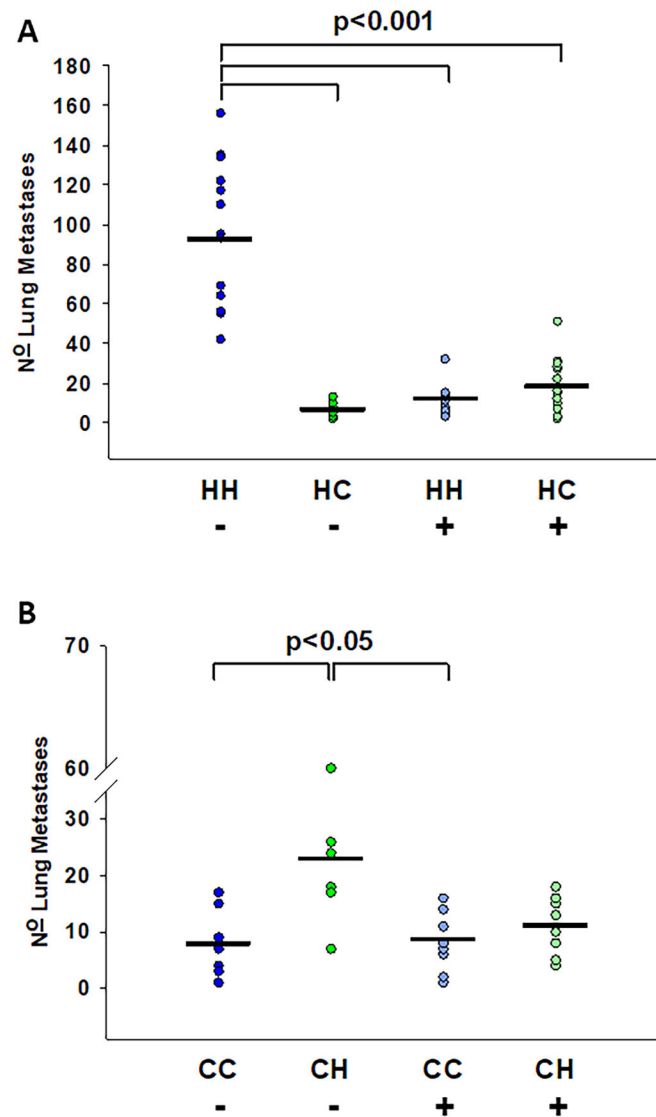 A
p<0.001
180
160
140
120
100
80
60
40
20
0
Nº Lung Metastases
HH HC HH HC
- - + +
B
p<0.05
70
60
30
20
10
0
Nº Lung Metastases
CC CH CC CH
- - + +